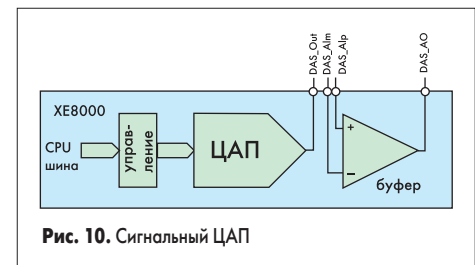 DAS_Out
DAS_AIm
DAS_AIp
DAS_AO
XE8000
CPU
шина
управ-
ление
ЦАП
+
–
буфер
Рис. 10. Сигнальный ЦАП